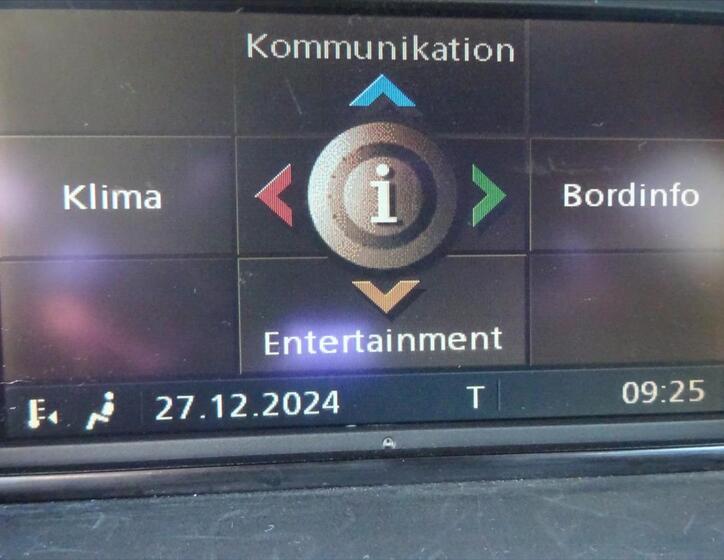 Kommunikation
Klima
i
Bordinfo
Entertainment
27.12.2024 T 09:25